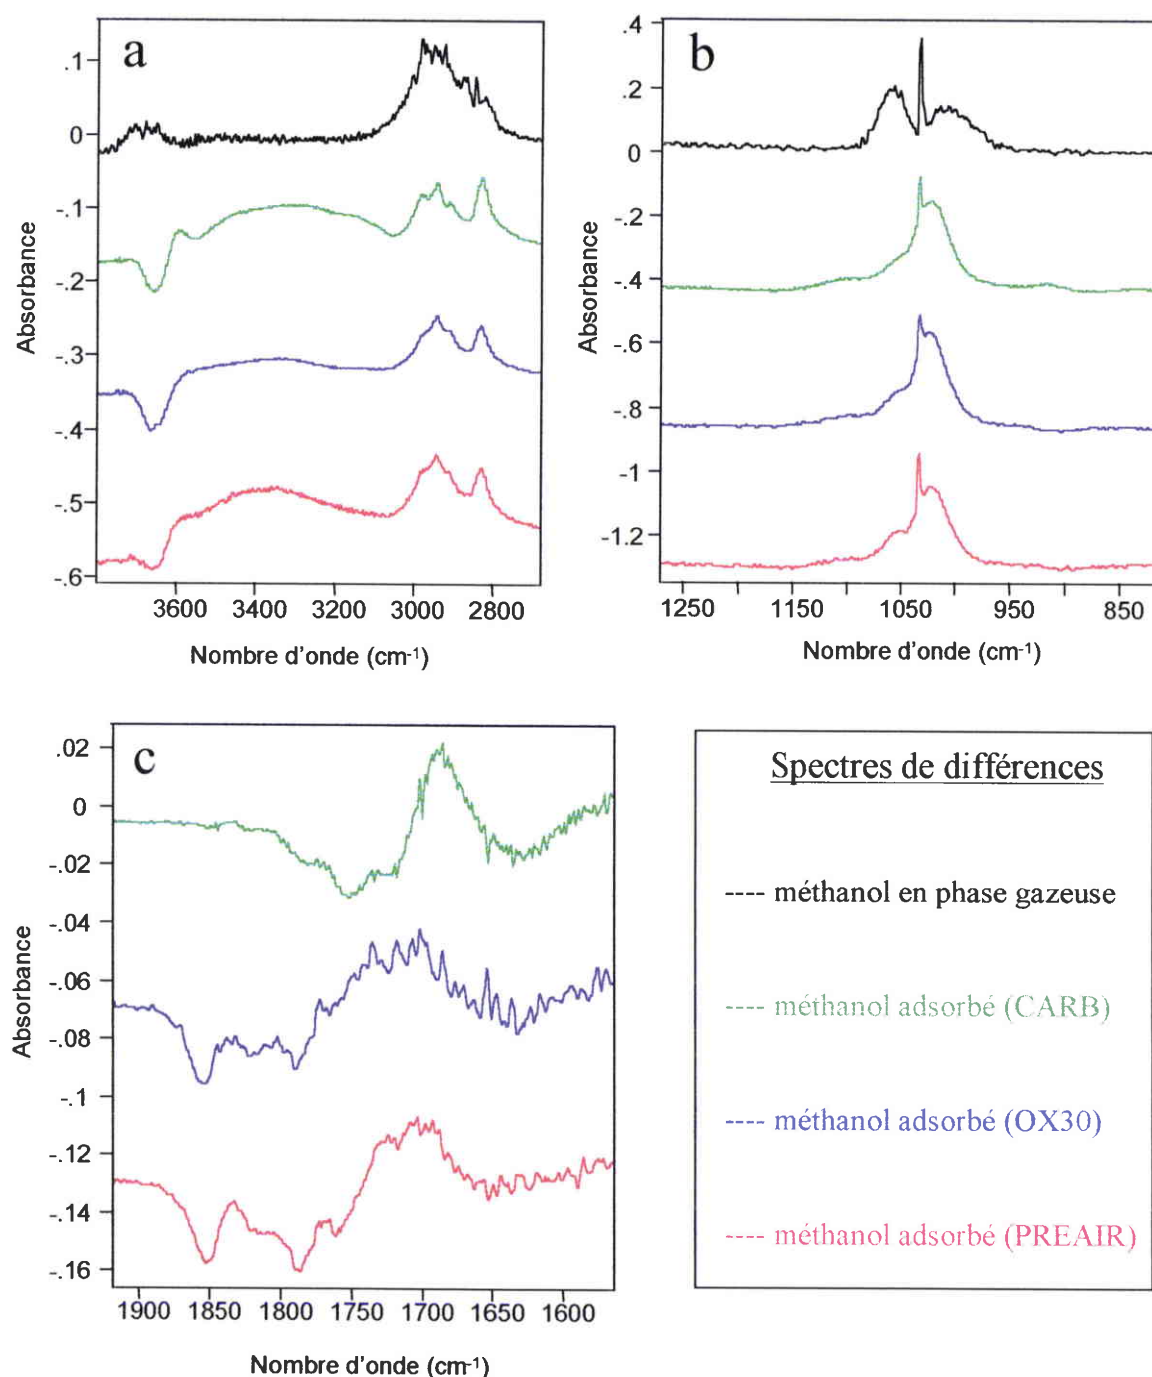 a
.1
0
-.1
-.2
-.3
-.4
-.5
-.6
Absorbance
3600 3400 3200 3000 2800
Nombre d'onde (cm-1)
b
.4
.2
0
-.2
-.4
-.6
-.8
-1
-1.2
Absorbance
1250 1150 1050 950 850
Nombre d'onde (cm-1)
c
.02
0
-.02
-.04
-.06
-.08
-.1
-.12
-.14
-.16
Absorbance
1900 1850 1800 1750 1700 1650 1600
Nombre d'onde (cm-1)
Spectres de différences
---- méthanol en phase gazeuse
---- méthanol adsorbé (CARB)
---- méthanol adsorbé (OX30)
---- méthanol adsorbé (PREAIR)